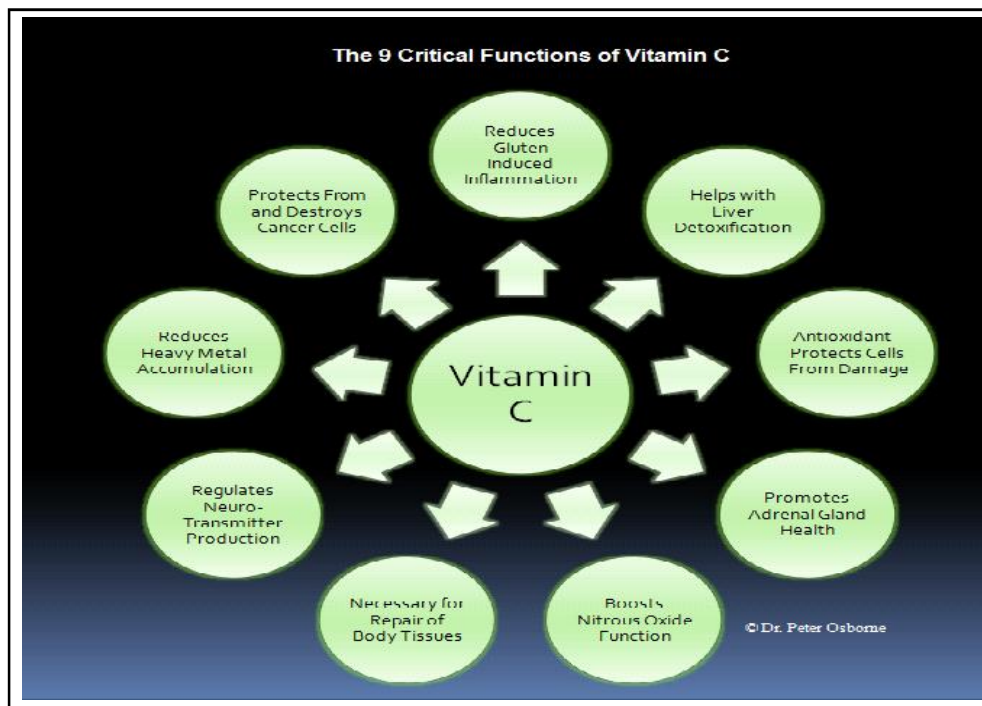 The 9 Critical Functions of Vitamin C
Reduces
Gluten
Induced
Inflammation
Helps with
Liver
Detoxification
Antioxidant
Protects Cells
From Damage
Promotes
Adrenal Gland
Health
Boosts
Nitrous Oxide
Function
Necessary for
Repair of
Body Tissues
Regulates
Neuro-
Transmitter
Production
Reduces
Heavy Metal
Accumulation
Protects From
and Destroys
Cancer Cells
Vitamin
C
© Dr. Peter Osborne